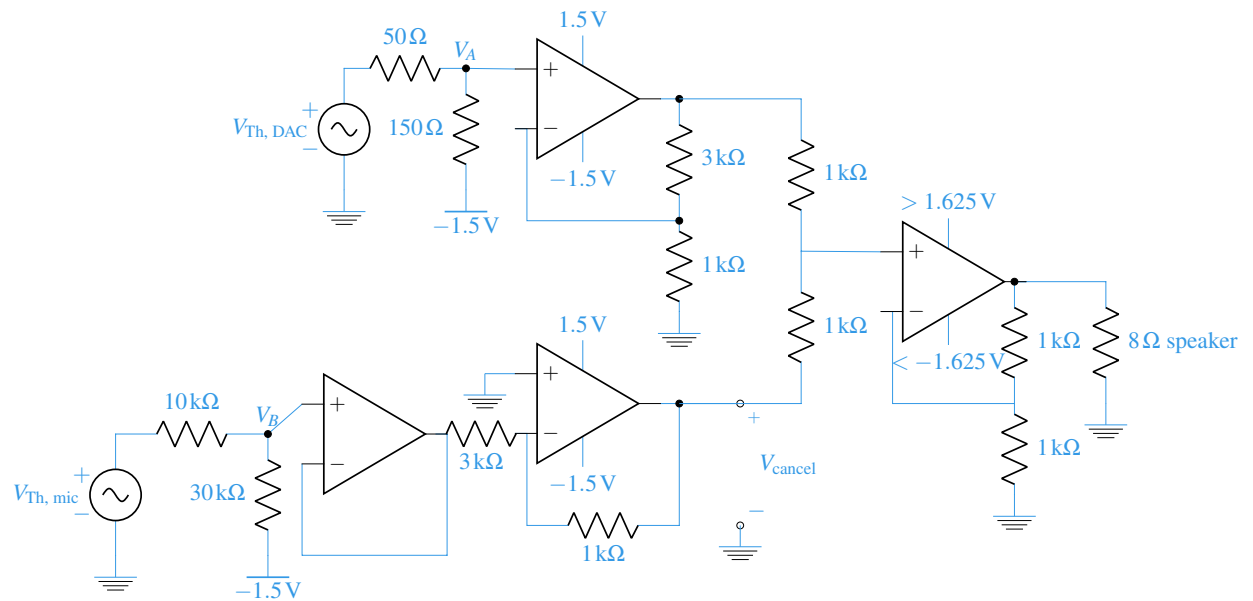 1.5 V
50 Ω
V_A
+
+
V_Th, DAC
150 Ω
−
−
3 kΩ
1 kΩ
−1.5 V
> 1.625 V
−1.5 V
+
1 kΩ
1.5 V
−
1 kΩ
1 kΩ
8 Ω speaker
< −1.625 V
+
10 kΩ
+
V_B
+
−
1 kΩ
3 kΩ
V_cancel
+
−
V_Th, mic
30 kΩ
−1.5 V
−
−
1 kΩ
−1.5 V